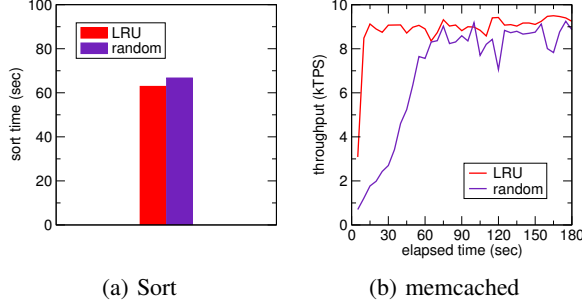 100
80
60
40
20
0
sort time (sec)
LRU
random
(a) Sort
10
8
6
4
2
0
throughput (kTPS)
LRU
random
0 30 60 90 120 150 180
elapsed time (sec)
(b) memcached